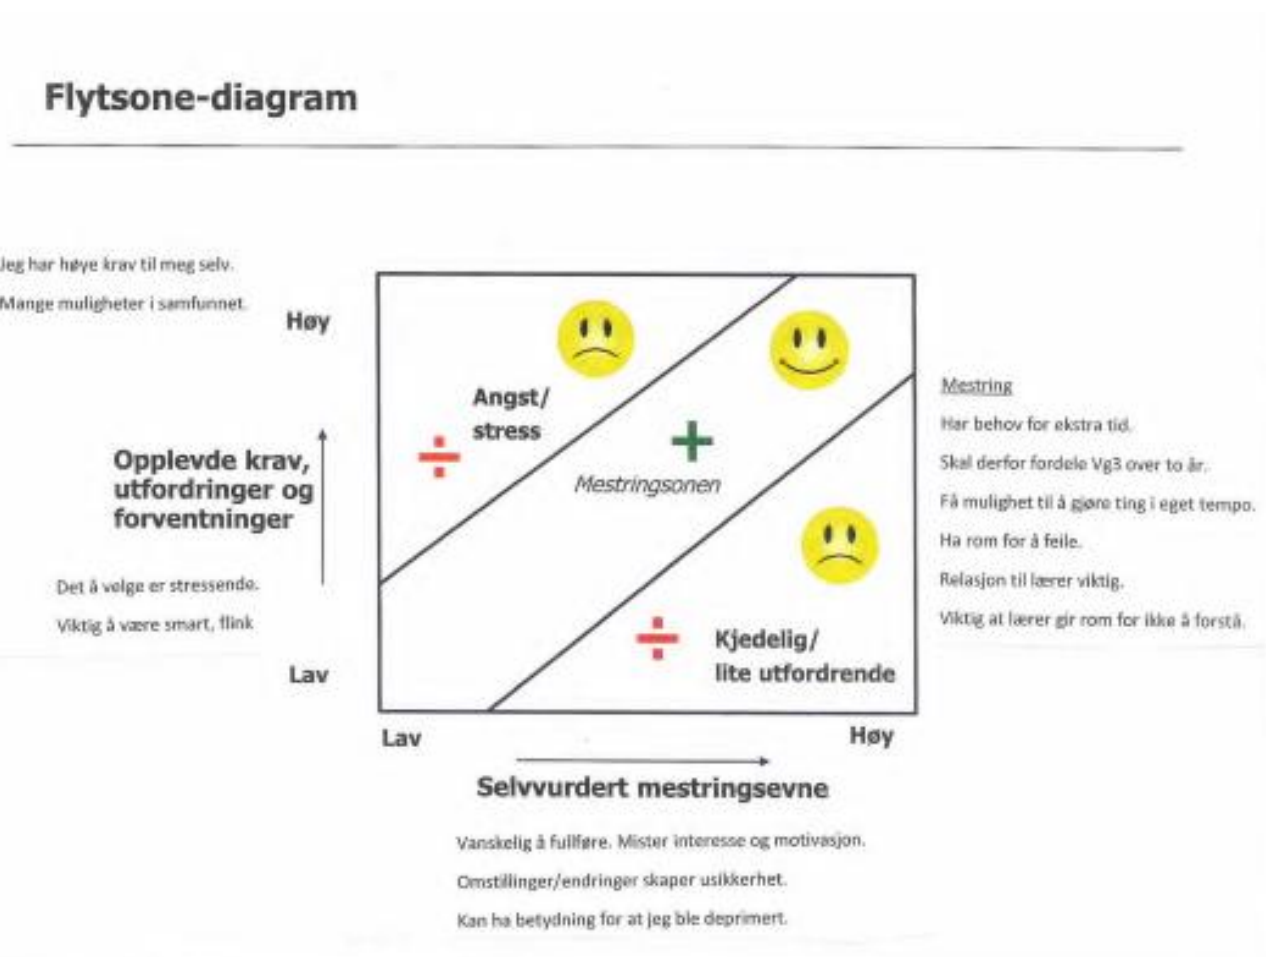 Flytsone-diagram
Jeg har høye krav til meg selv.
Mange muligheter i samfunnet.
Høy
Angst/
stress
Opplevde krav,
utfordringer og
forventninger
Mestringsonen
Det å velge er stressende.
Viktig å være smart, flink
Lav
Kjedelig/
lite utfordrende
Mestring
Har behov for ekstra tid.
Skal derfor fordele Vg3 over to år.
Få mulighet til å gjøre ting i eget tempo.
Ha rom for å feile.
Relasjon til lærer viktig.
Viktig at lærer gir rom for ikke å forstå.
Lav
Høy
Selvvurdert mestringsevne
Vanskelig å fullføre. Mister interesse og motivasjon.
Omstillinger/endringer skaper usikkerhet.
Kan ha betydning for at jeg ble deprimert.